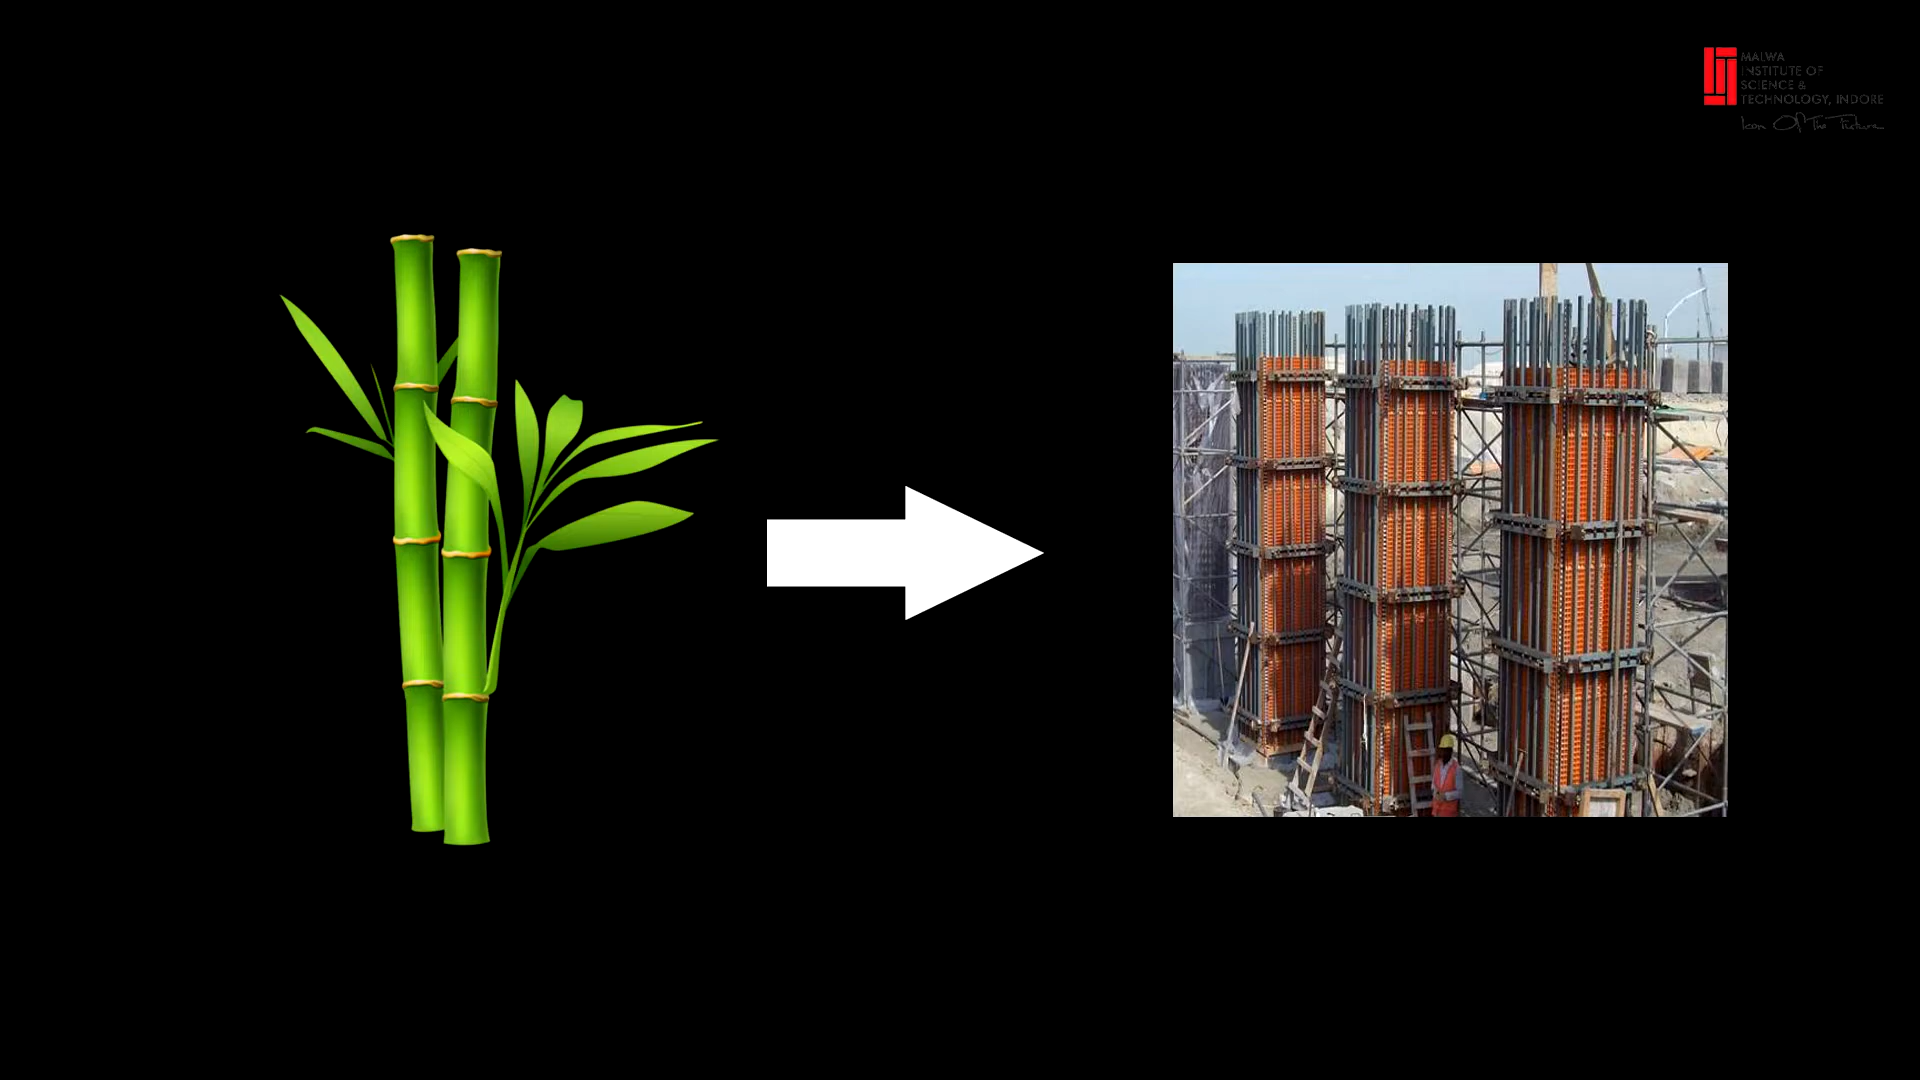 MALWA
INSTITUTE OF
SCIENCE &
TECHNOLOGY, INDORE
Icon Of The Future